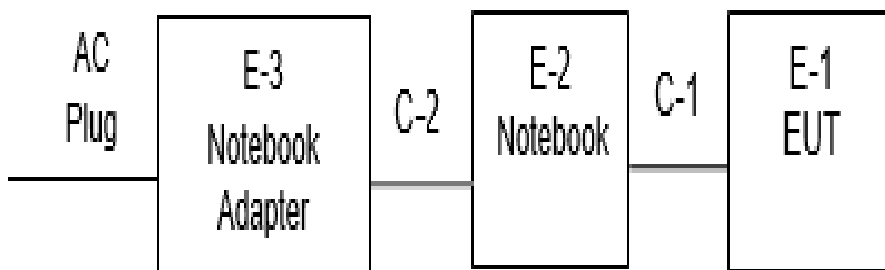 AC
Plug
E-3
Notebook
Adapter
C-2
E-2
Notebook
C-1
E-1
EUT